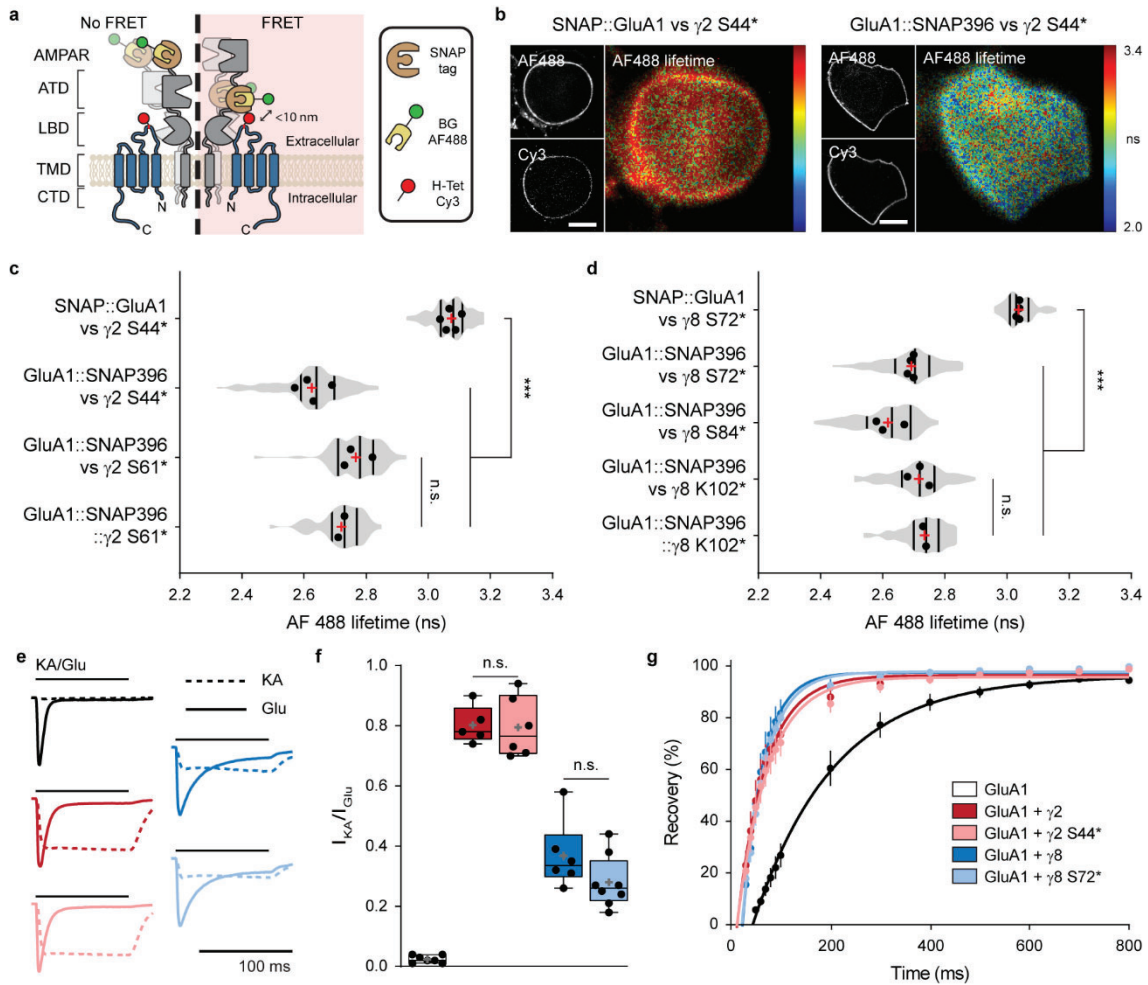 a
No FRET
FRET
AMPAR
ATD
LBD
TMD
CTD
<10 nm
Extracellular
Intracellular
N
N
C
C
SNAP
tag
BG
AF488
H-Tet
Cy3
b
SNAP::GluA1 vs γ2 S44*
AF488
AF488 lifetime
Cy3
GluA1::SNAP396 vs γ2 S44*
AF488
AF488 lifetime
Cy3
3.4
ns
2.0
c
SNAP::GluA1
vs γ2 S44*
GluA1::SNAP396
vs γ2 S44*
GluA1::SNAP396
vs γ2 S61*
GluA1::SNAP396
::γ2 S61*
n.s.
***
2.2 2.4 2.6 2.8 3.0 3.2 3.4
AF 488 lifetime (ns)
d
SNAP::GluA1
vs γ8 S72*
GluA1::SNAP396
vs γ8 S72*
GluA1::SNAP396
vs γ8 S84*
GluA1::SNAP396
vs γ8 K102*
GluA1::SNAP396
::γ8 K102*
n.s.
***
2.2 2.4 2.6 2.8 3.0 3.2 3.4
AF 488 lifetime (ns)
e
KA/Glu
KA
Glu
100 ms
f
n.s.
n.s.
1.0
0.8
0.6
0.4
0.2
0.0
IKA/IGlu
g
100
80
60
40
20
0
Recovery (%)
GluA1
GluA1 + γ2
GluA1 + γ2 S44*
GluA1 + γ8
GluA1 + γ8 S72*
0 200 400 600 800
Time (ms)